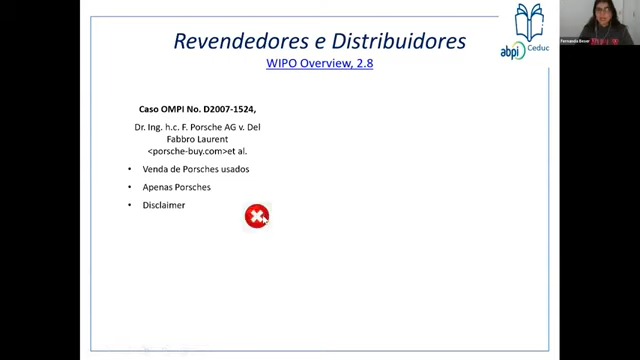 Revendedores e Distribuidores
WIPO Overview, 2.8
abpi Ceduc
Caso OMPI No. D2007-1524,
Dr. Ing. h.c. F. Porsche AG v. Del
Fabbro Laurent
<porsche-buy.com>et al.
• Venda de Porsches usados
• Apenas Porsches
• Disclaimer